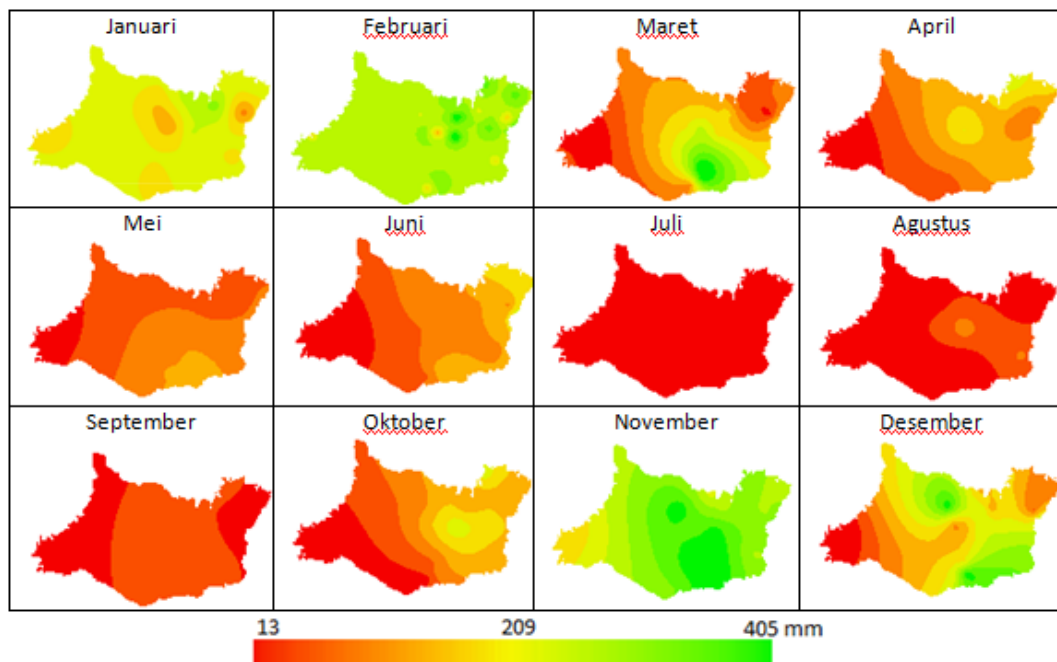 Januari Februari Maret April
Mei Juni Juli Agustus
September Oktober November Desember
13 209 405 mm